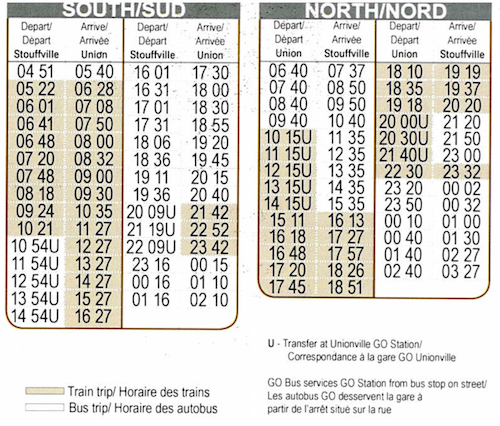 SOUTH/SUD
Depart/ Départ Stouffville Arrive/ Arrivée Union Depart/ Départ Stouffville Arrive/ Arrivée Union
04 51 05 40 16 01 17 30
05 22 06 28 16 31 18 00
06 01 07 08 17 01 18 30
06 41 07 50 17 31 18 55
06 48 08 00 18 06 19 20
07 20 08 32 18 36 19 45
07 48 09 00 19 11 20 15
08 18 09 30 19 36 20 40
09 24 10 35 20 09U 21 42
10 21 11 27 21 19U 22 52
10 54U 12 27 22 09U 23 42
11 54U 13 27 23 16 00 15
12 54U 14 27 00 16 01 10
13 54U 15 27 01 16 02 10
14 54U 16 27
Train trip/ Horaire des trains
Bus trip/ Horaire des autobus
NORTH/NORD
Depart/ Départ Union Arrive/ Arrivée Stouffville Depart/ Départ Union Arrive/ Arrivée Stouffville
06 40 07 37 18 10 19 19
07 40 08 50 18 35 19 37
08 40 09 50 19 18 20 20
09 40 10 40 20 00U 21 20
10 15U 11 35 20 30U 21 50
11 15U 12 35 21 40U 23 00
12 15U 13 35 22 30 23 32
13 15U 14 35 23 20 00 02
14 15U 15 35 23 50 00 32
15 11 16 13 00 10 01 00
16 18 17 27 00 40 01 30
16 48 17 57 01 40 02 27
17 20 18 26 02 40 03 27
17 45 18 51
U - Transfer at Unionville GO Station/
Correspondance à la gare GO Unionville
GO Bus services GO Station from bus stop on street/
Les autobus GO desservent la gare à
partir de l'arrêt situé sur la rue